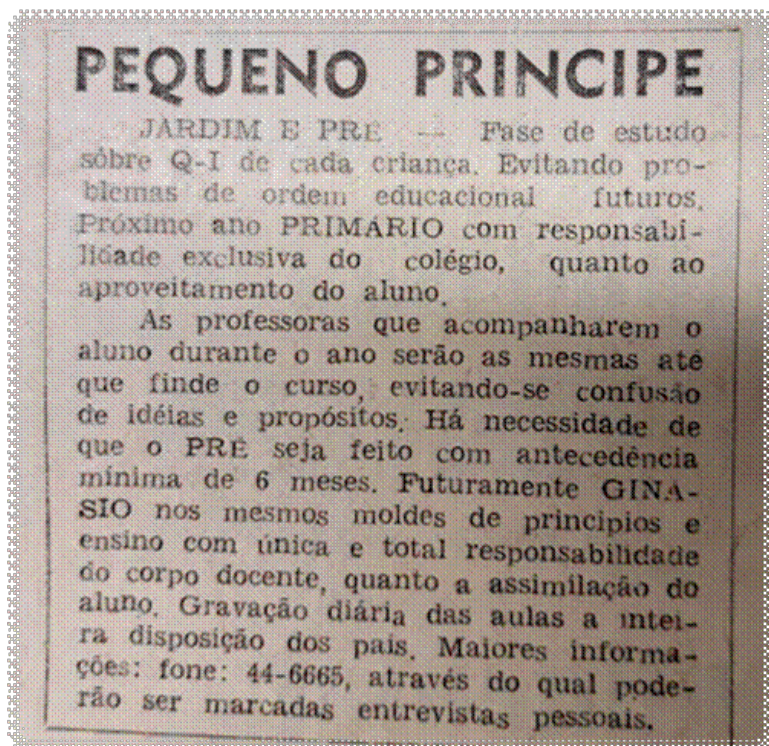 PEQUENO PRINCIPE
JARDIM E PRÉ — Fase de estudo
sôbre Q-I de cada criança. Evitando pro-
blemas de ordem educacional futuros.
Próximo ano PRIMÁRIO com responsabi-
lidade exclusiva do colégio, quanto ao
aproveitamento do aluno.
As professoras que acompanharem o
aluno durante o ano serão as mesmas até
que finde o curso, evitando-se confusão
de idéias e propósitos. Há necessidade de
que o PRÉ seja feito com antecedência
mínima de 6 meses. Futuramente GINÁ-
SIO nos mesmos moldes de principios e
ensino com única e total responsabilidade
do corpo docente, quanto a assimilação do
aluno. Gravação diária das aulas a intei-
ra disposição dos pais. Maiores informa-
ções: fone: 44-6665, através do qual pode-
rão ser marcadas entrevistas pessoais.